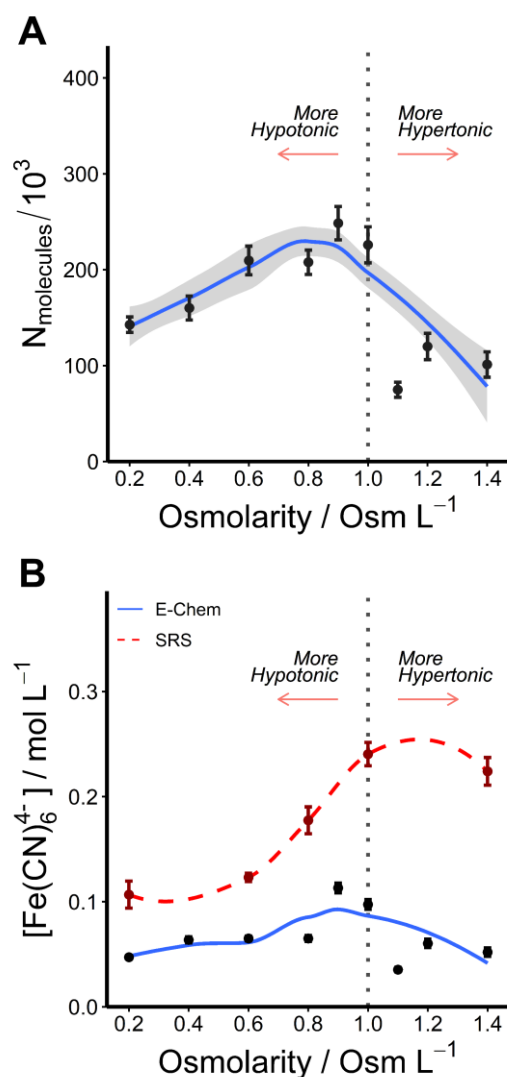 A
400
300
200
100
0
N_molecules / 10^3
More Hypotonic
More Hypertonic
0.2 0.4 0.6 0.8 1.0 1.2 1.4
Osmolarity / Osm L^−1
B
E-Chem
SRS
More Hypotonic
More Hypertonic
0.3
0.2
0.1
0.0
[Fe(CN)_6^4-] / mol L^−1
0.2 0.4 0.6 0.8 1.0 1.2 1.4
Osmolarity / Osm L^−1